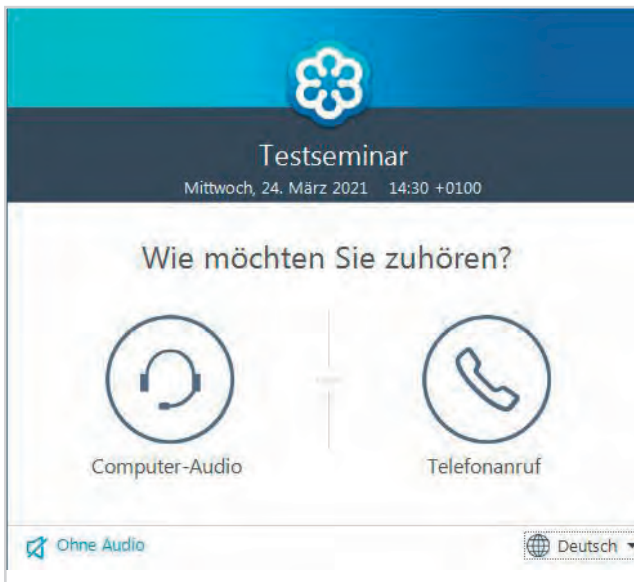 Testseminar
Mittwoch, 24. März 2021 14:30 +0100
Wie möchten Sie zuhören?
Computer-Audio
Telefonanruf
Ohne Audio
Deutsch